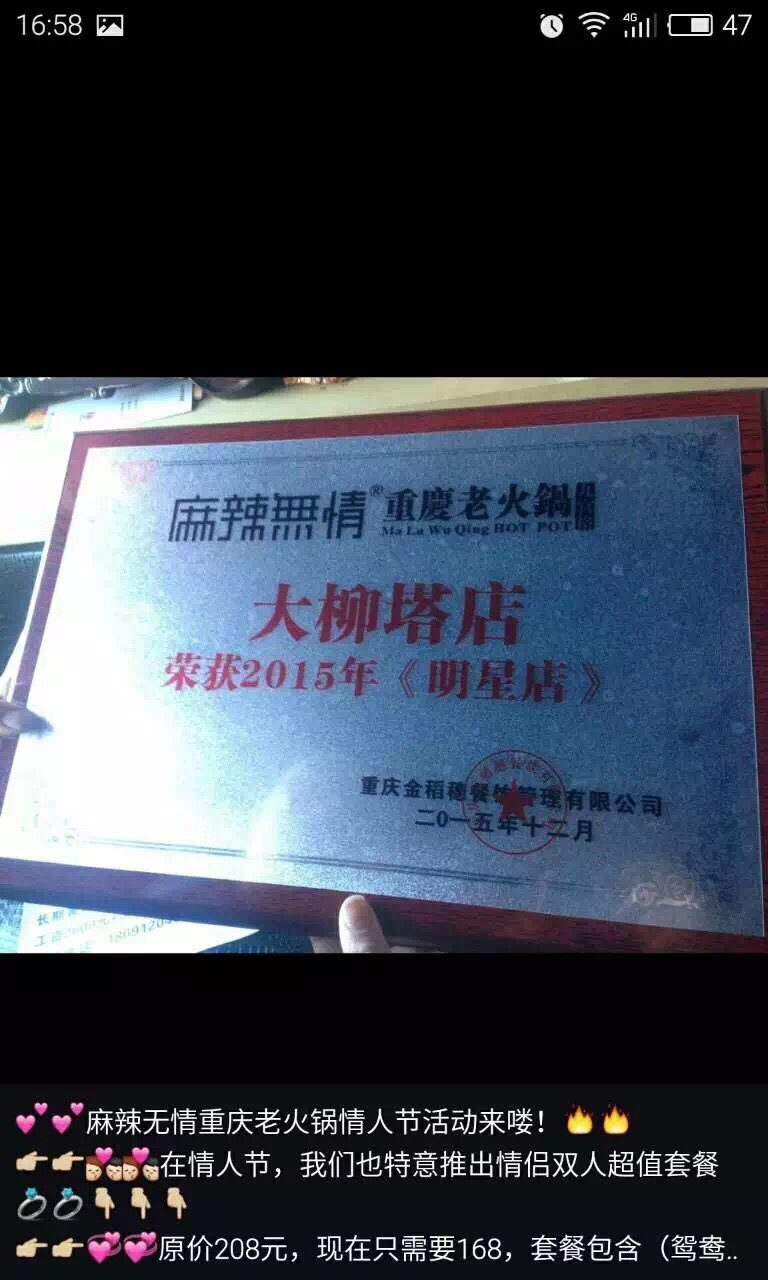 16:58
4G
47
麻辣無情®重慶老火鍋
Ma La Wu Qing HOT POT
大柳塔店
荣获2015年《明星店》
重庆金稻穗餐饮管理有限公司
二0一五年十二月
长期
💕💕麻辣无情重庆老火锅情人节活动来喽！🔥🔥
👉👉💏💏在情人节，我们也特意推出情侣双人超值套餐
💍💍👇👇👇
👉👉💞💞原价208元，现在只需要168，套餐包含（鸳鸯..